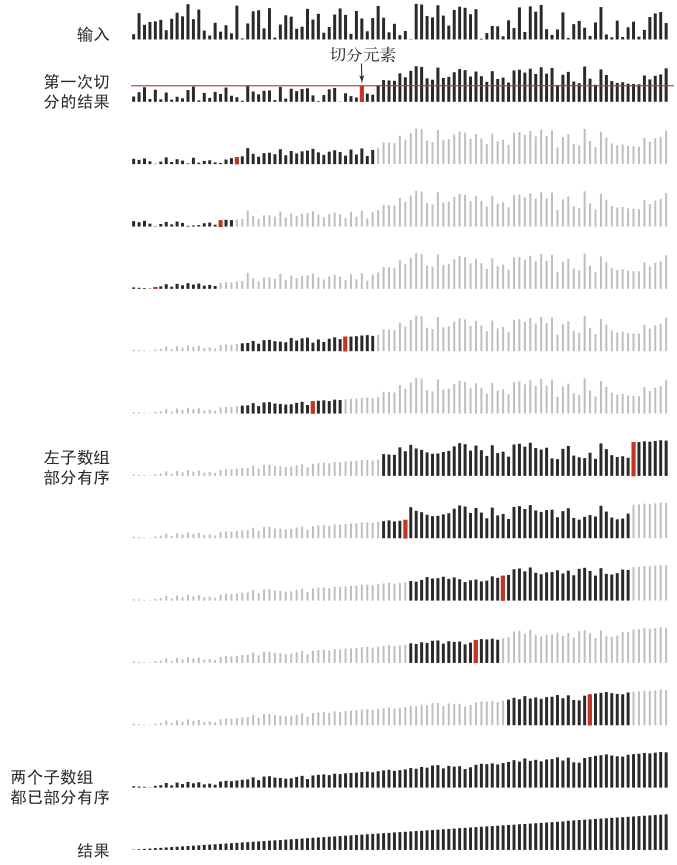 输入
切分元素
第一次切
分的结果
左子数组
部分有序
两个子数组
都已部分有序
结果